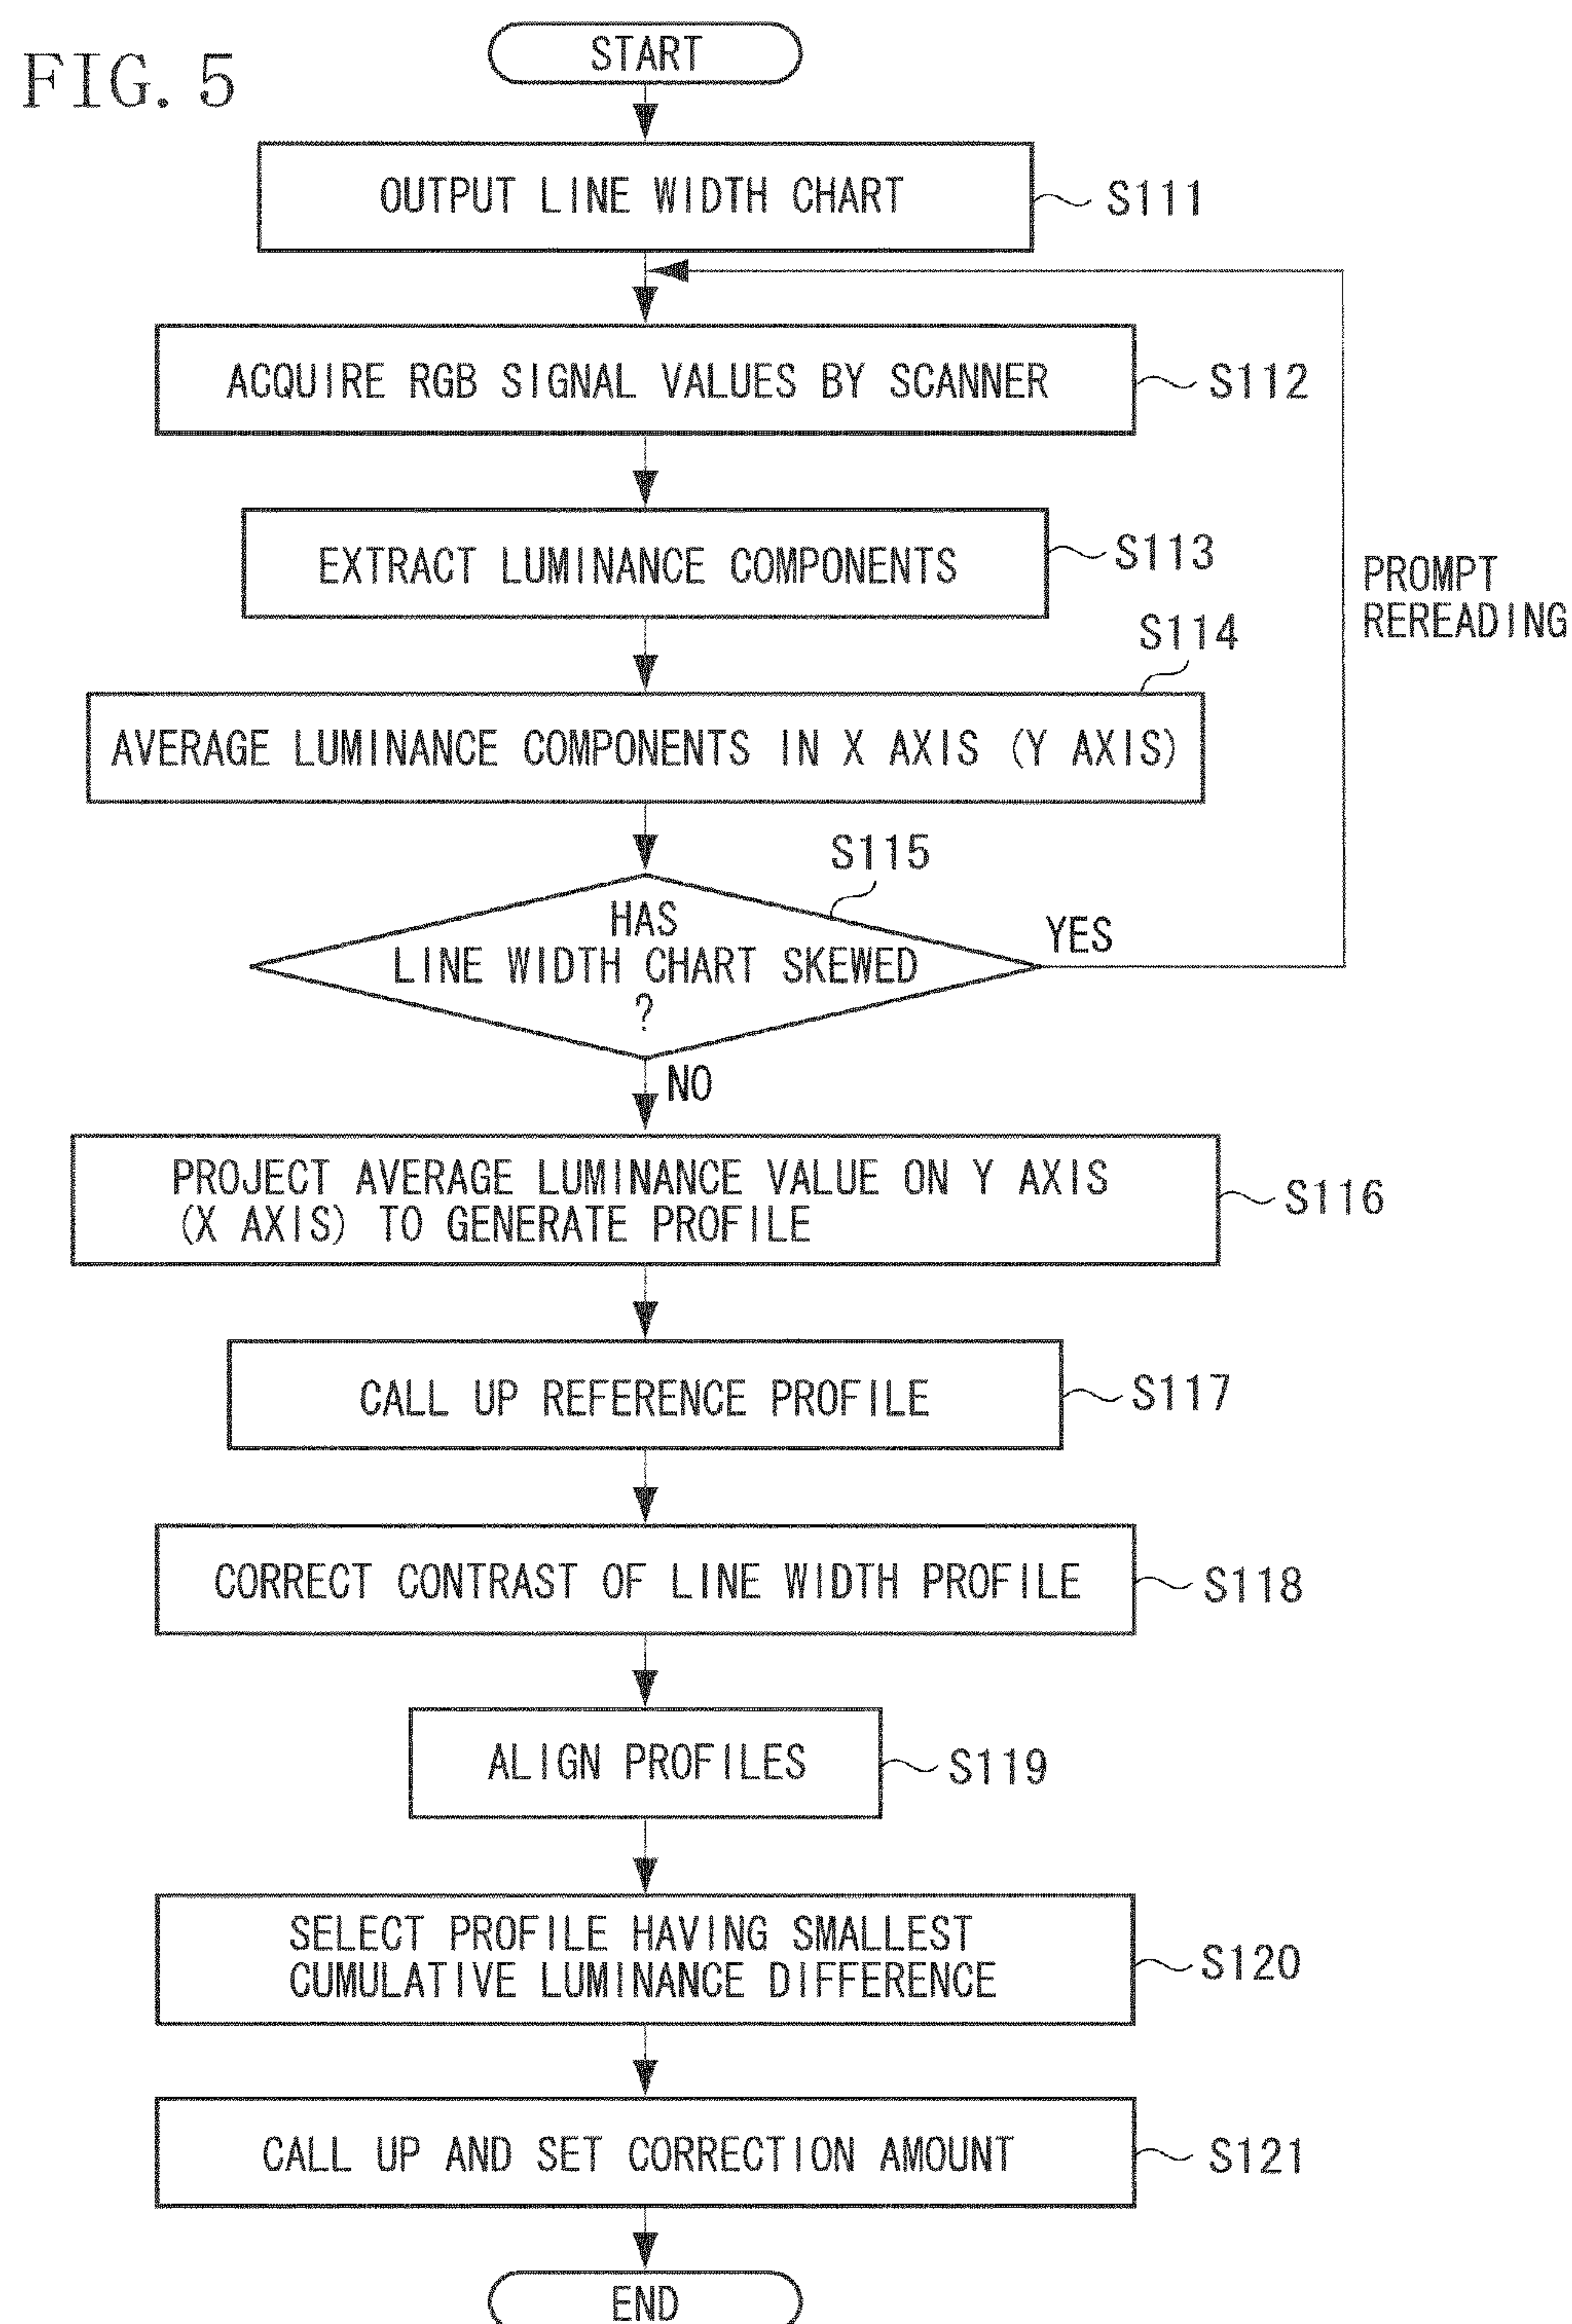 FIG. 5
START
OUTPUT LINE WIDTH CHART
S111
ACQUIRE RGB SIGNAL VALUES BY SCANNER
S112
EXTRACT LUMINANCE COMPONENTS
S113
PROMPT
REREADING
S114
AVERAGE LUMINANCE COMPONENTS IN X AXIS (Y AXIS)
S115
HAS
LINE WIDTH CHART SKEWED
?
YES
NO
PROJECT AVERAGE LUMINANCE VALUE ON Y AXIS
(X AXIS) TO GENERATE PROFILE
S116
CALL UP REFERENCE PROFILE
S117
CORRECT CONTRAST OF LINE WIDTH PROFILE
S118
ALIGN PROFILES
S119
SELECT PROFILE HAVING SMALLEST
CUMULATIVE LUMINANCE DIFFERENCE
S120
CALL UP AND SET CORRECTION AMOUNT
S121
END